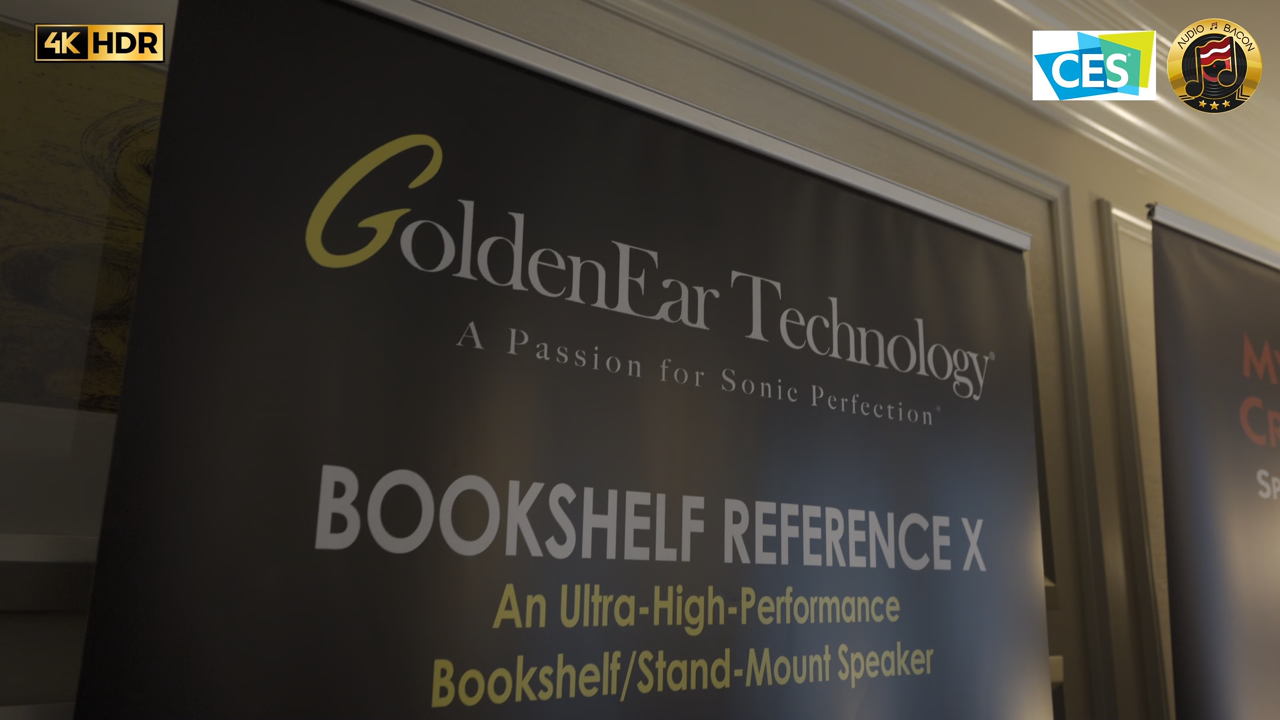 4K HDR
CES®
AUDIO BACON
GoldenEar Technology®
A Passion for Sonic Perfection®
BOOKSHELF REFERENCE X
An Ultra-High-Performance
Bookshelf/Stand-Mount Speaker